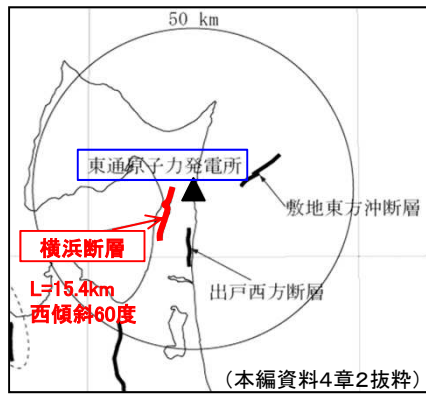 50 km
東通原子力発電所
敷地東方沖断層
横浜断層
L=15.4km
西傾斜60度
出戸西方断層
(本編資料4章2抜粋)